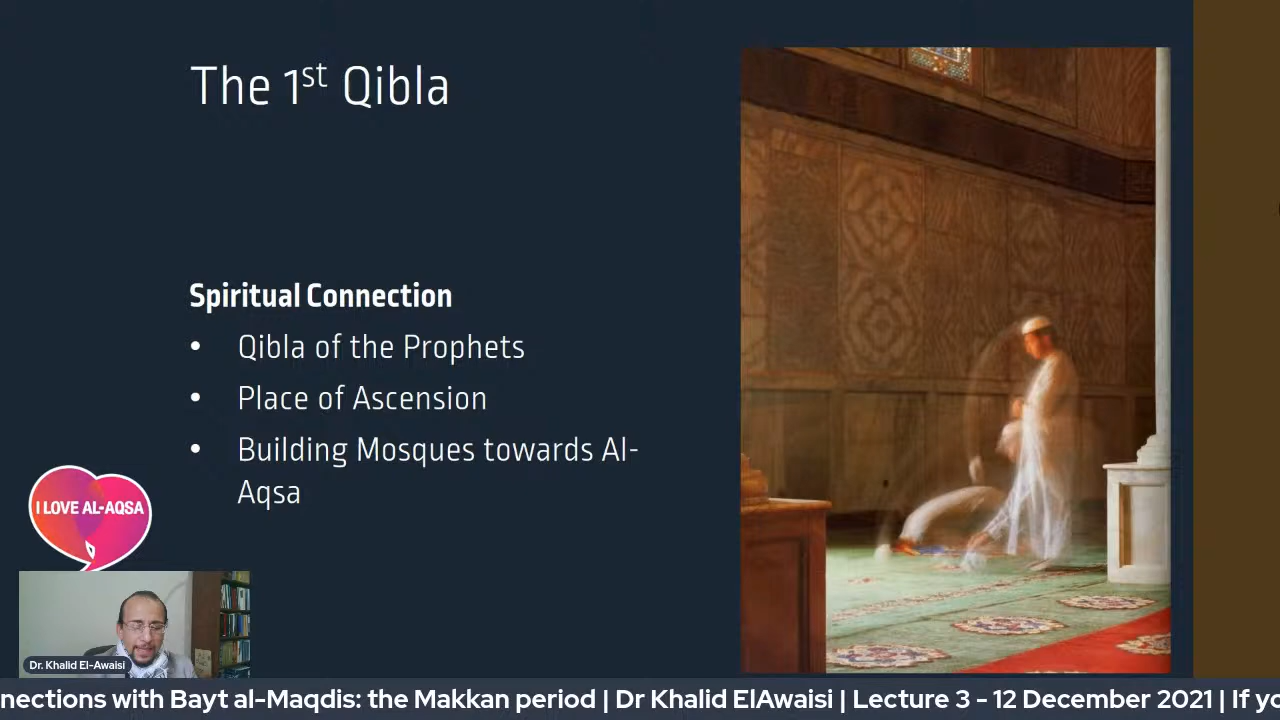 The 1st Qibla
Spiritual Connection
• Qibla of the Prophets
• Place of Ascension
• Building Mosques towards Al-
Aqsa
I LOVE AL-AQSA
Dr. Khalid El-Awaisi
nections with Bayt al-Maqdis: the Makkan period | Dr Khalid ElAwaisi | Lecture 3 - 12 December 2021 | If yo